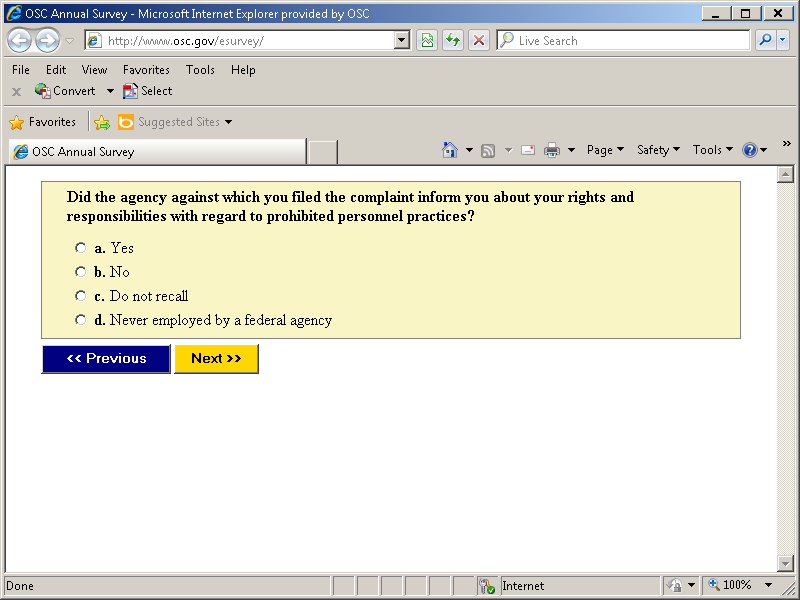 OSC Annual Survey - Microsoft Internet Explorer provided by OSC
http://www.osc.gov/esurvey/
Live Search
File Edit View Favorites Tools Help
x Convert Select
Favorites Suggested Sites
OSC Annual Survey
Page Safety Tools »
Did the agency against which you filed the complaint inform you about your rights and
responsibilities with regard to prohibited personnel practices?
a. Yes
b. No
c. Do not recall
d. Never employed by a federal agency
<< Previous Next >>
Done Internet 100%